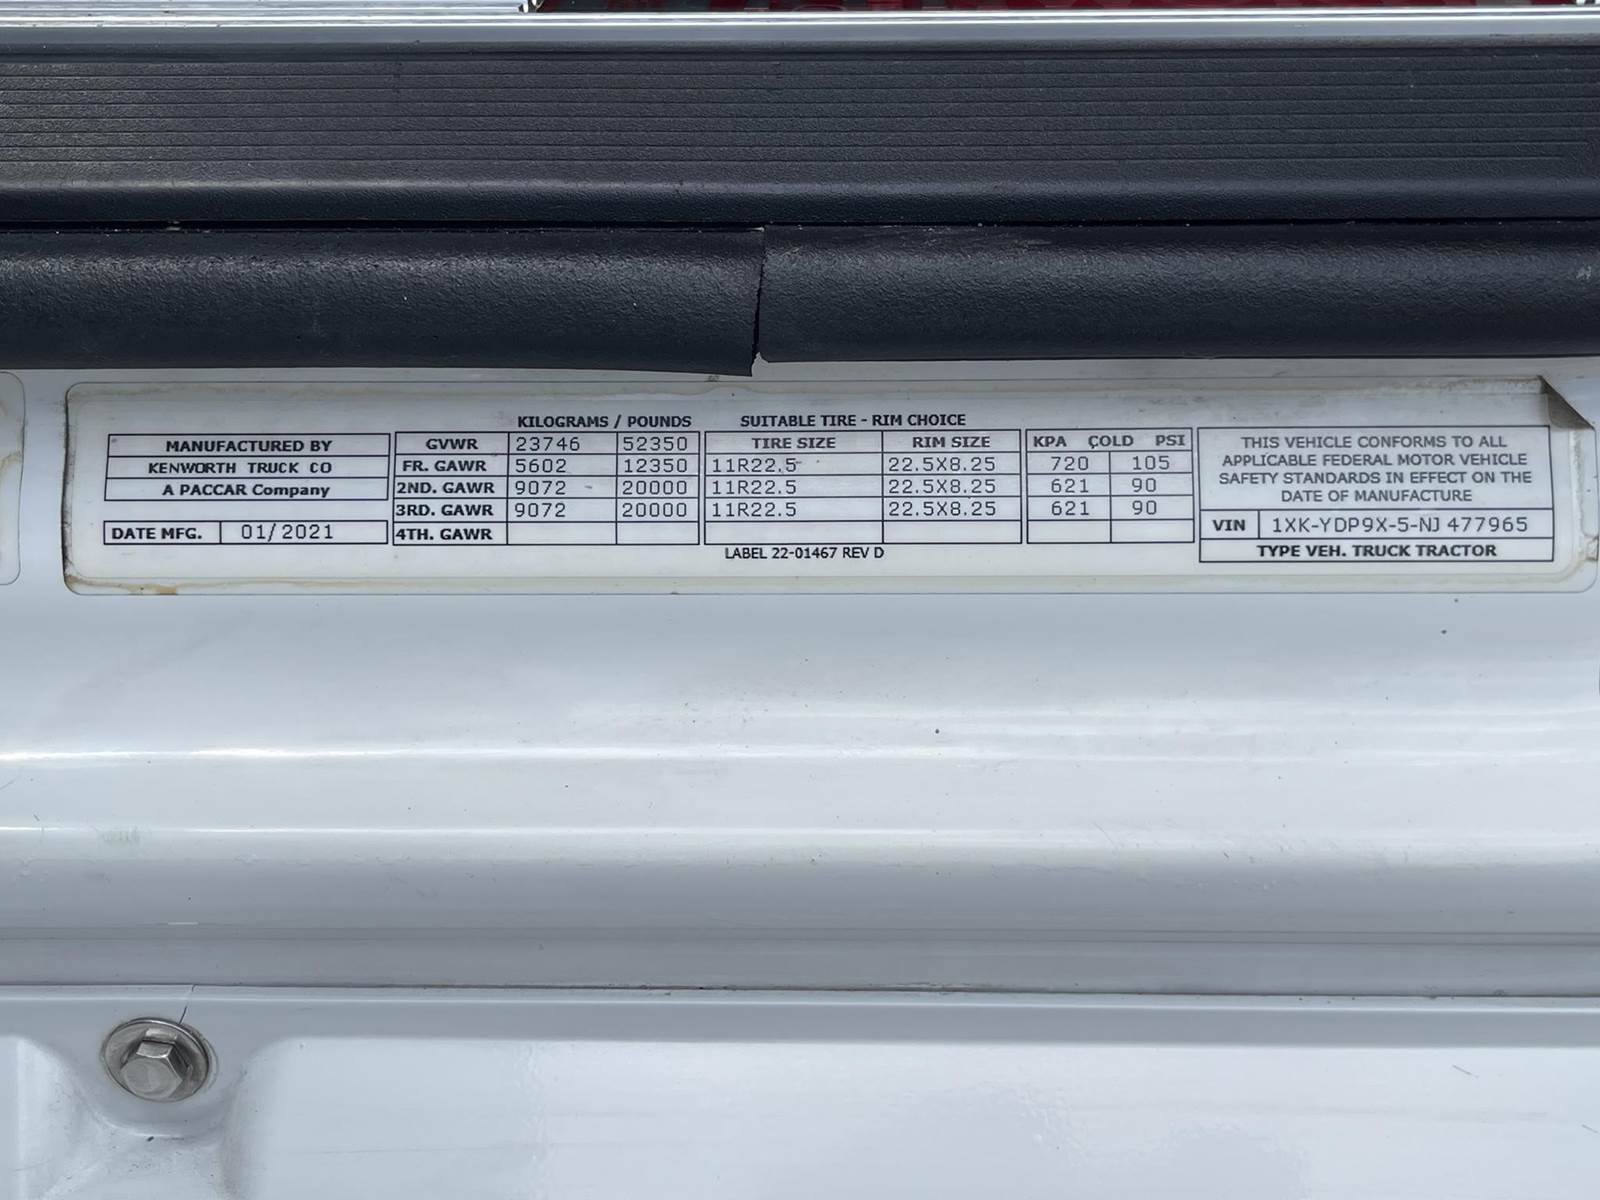 KILOGRAMS / POUNDS SUITABLE TIRE - RIM CHOICE
MANUFACTURED BY
KENWORTH TRUCK CO
A PACCAR Company
DATE MFG. 01/2021
GVWR 23746 52350
FR. GAWR 5602 12350
2ND. GAWR 9072 20000
3RD. GAWR 9072 20000
4TH. GAWR
TIRE SIZE RIM SIZE
11R22.5 22.5X8.25
11R22.5 22.5X8.25
11R22.5 22.5X8.25
LABEL 22-01467 REV D
KPA COLD PSI
720 105
621 90
621 90
THIS VEHICLE CONFORMS TO ALL
APPLICABLE FEDERAL MOTOR VEHICLE
SAFETY STANDARDS IN EFFECT ON THE
DATE OF MANUFACTURE
VIN 1XK-YDP9X-5-NJ 477965
TYPE VEH. TRUCK TRACTOR